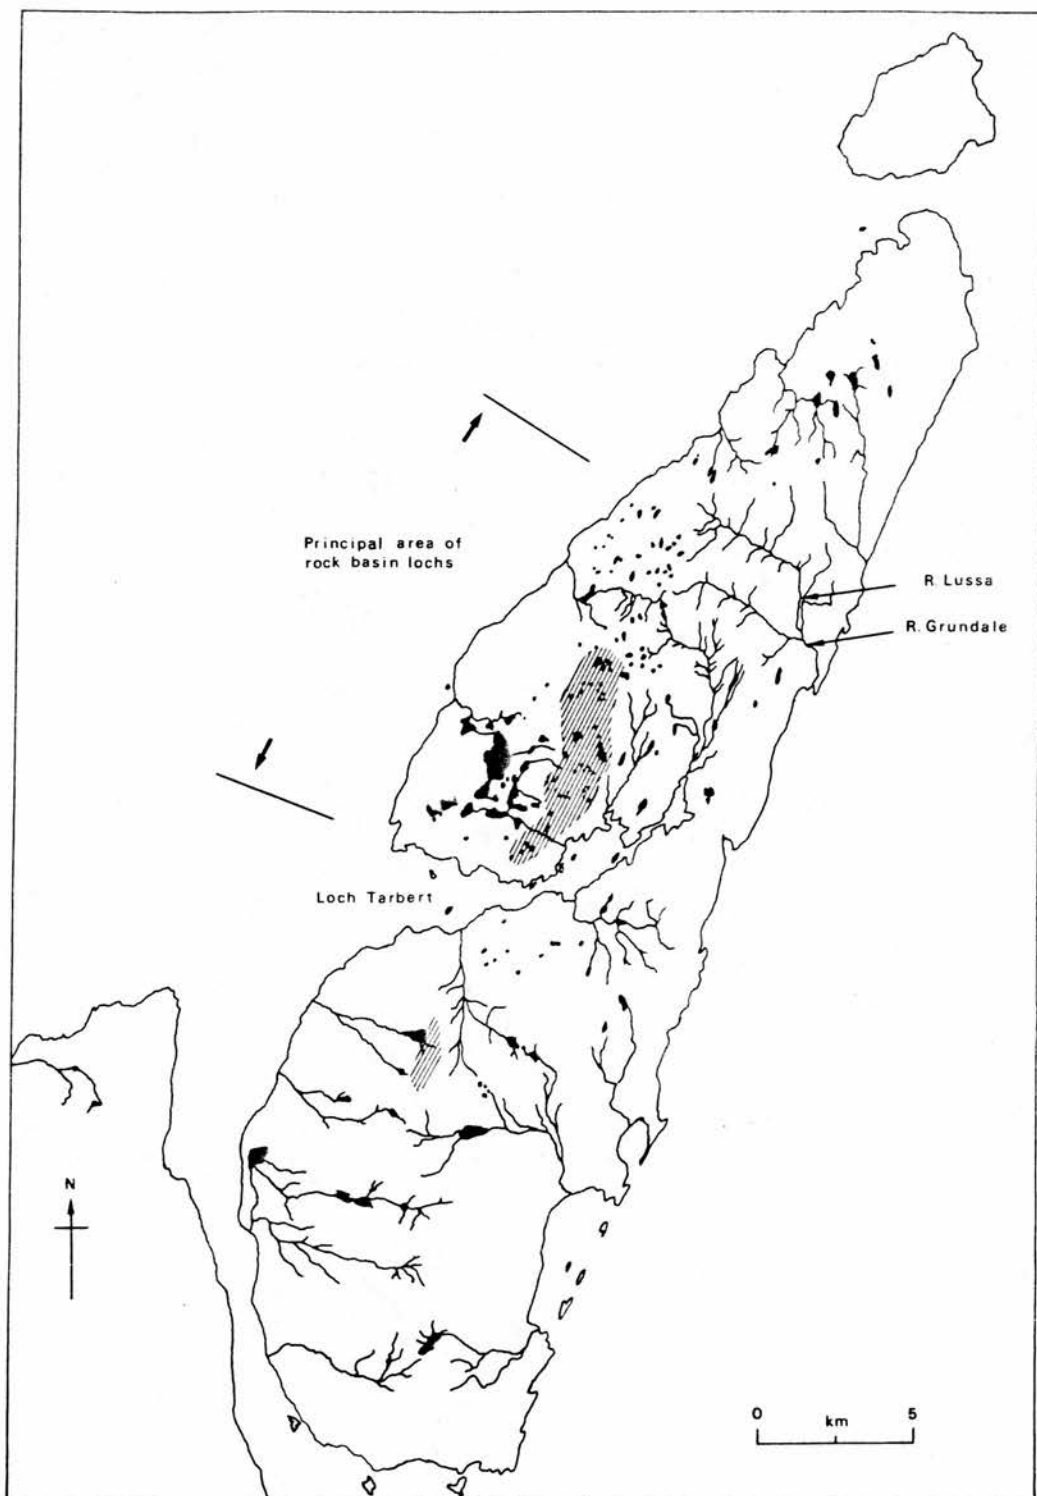 Principal area of
rock basin lochs
R. Lussa
R. Grundale
Loch Tarbert
N
0 5
km